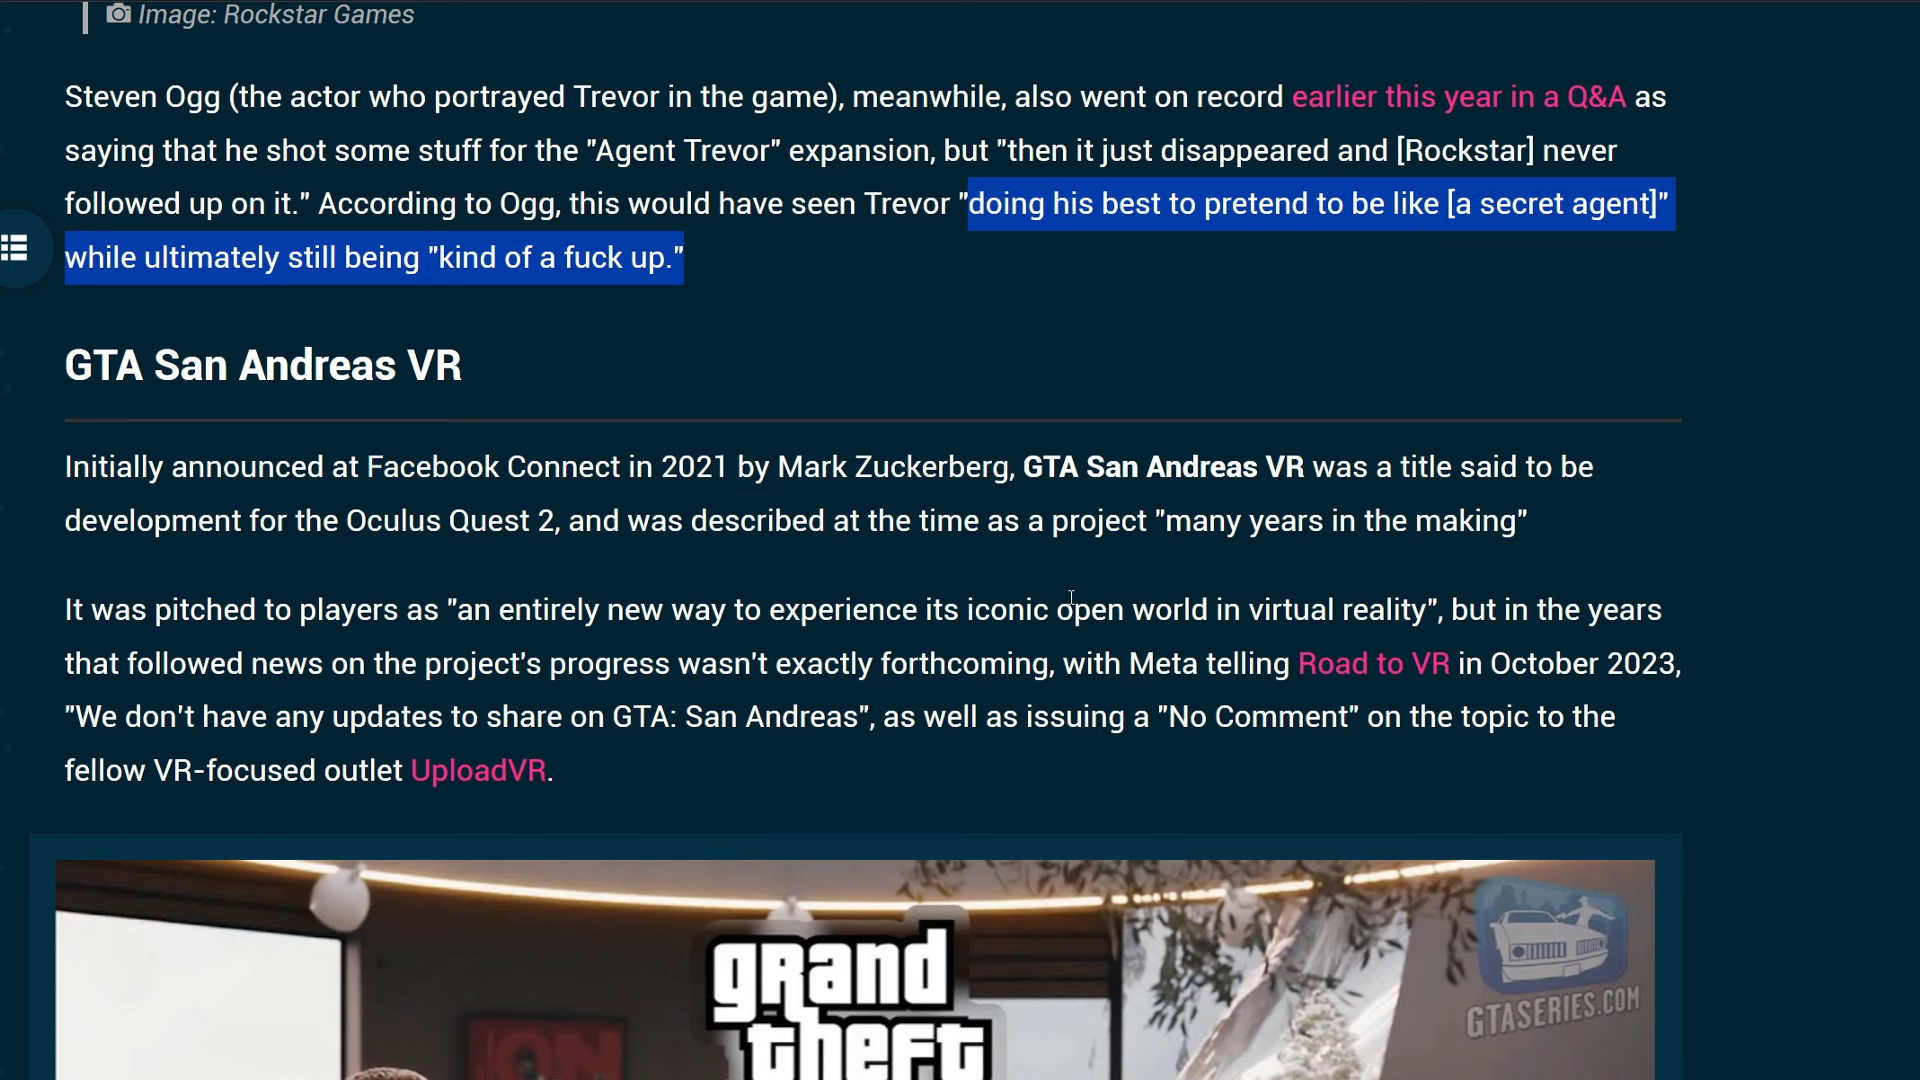 Image: Rockstar Games
Steven Ogg (the actor who portrayed Trevor in the game), meanwhile, also went on record earlier this year in a Q&A as
saying that he shot some stuff for the "Agent Trevor" expansion, but "then it just disappeared and [Rockstar] never
followed up on it." According to Ogg, this would have seen Trevor "doing his best to pretend to be like [a secret agent]"
while ultimately still being "kind of a fuck up."
GTA San Andreas VR
Initially announced at Facebook Connect in 2021 by Mark Zuckerberg, GTA San Andreas VR was a title said to be
development for the Oculus Quest 2, and was described at the time as a project "many years in the making"
It was pitched to players as "an entirely new way to experience its iconic open world in virtual reality", but in the years
that followed news on the project's progress wasn't exactly forthcoming, with Meta telling Road to VR in October 2023,
"We don't have any updates to share on GTA: San Andreas", as well as issuing a "No Comment" on the topic to the
fellow VR-focused outlet UploadVR.
grand
theft
GTASERIES.COM
ON